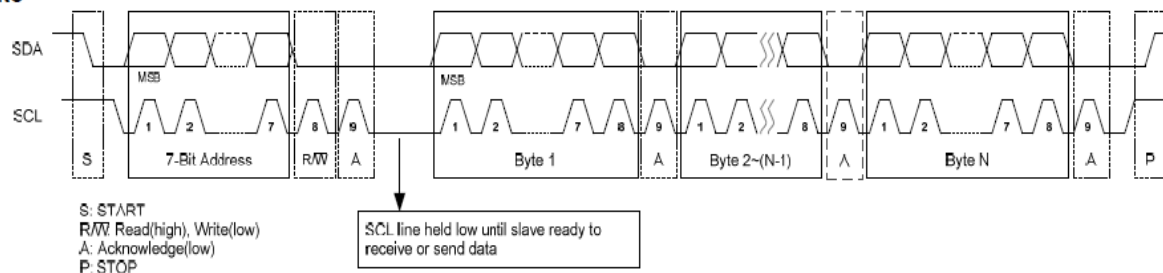 SDA
MSB
MSB
SCL
1 2 7 8 9 1 2 7 8 9 1 2 8 9 1 2 7 8 9
S 7-Bit Address R/W A Byte 1 A Byte 2~(N-1) A Byte N A P
S: START
R/W: Read(high), Write(low)
A: Acknowledge(low)
P: STOP
SCL line held low until slave ready to
receive or send data